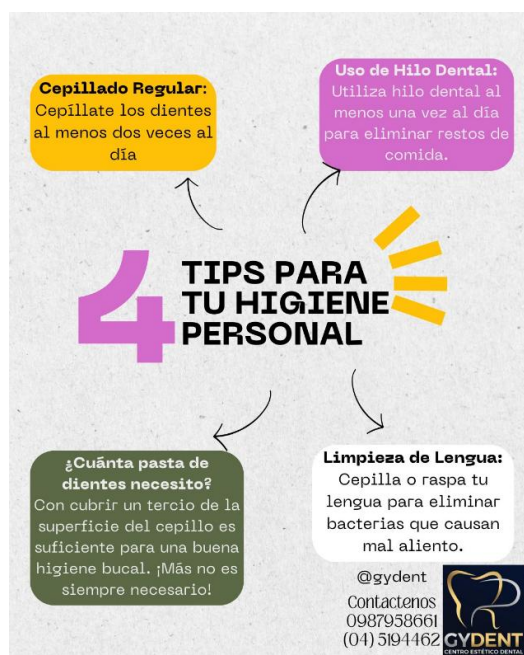 Cepillado Regular:
Cepíllate los dientes
al menos dos veces al
día
Uso de Hilo Dental:
Utiliza hilo dental al
menos una vez al día
para eliminar restos de
comida.
4
TIPS PARA
TU HIGIENE
PERSONAL
¿Cuánta pasta de
dientes necesito?
Con cubrir un tercio de la
superficie del cepillo es
suficiente para una buena
higiene bucal. ¡Más no es
siempre necesario!
Limpieza de Lengua:
Cepilla o raspa tu
lengua para eliminar
bacterias que causan
mal aliento.
@gydent
Contactenos
0987958661
(04) 5194462
GYDENT
CENTRO ESTÉTICO DENTAL